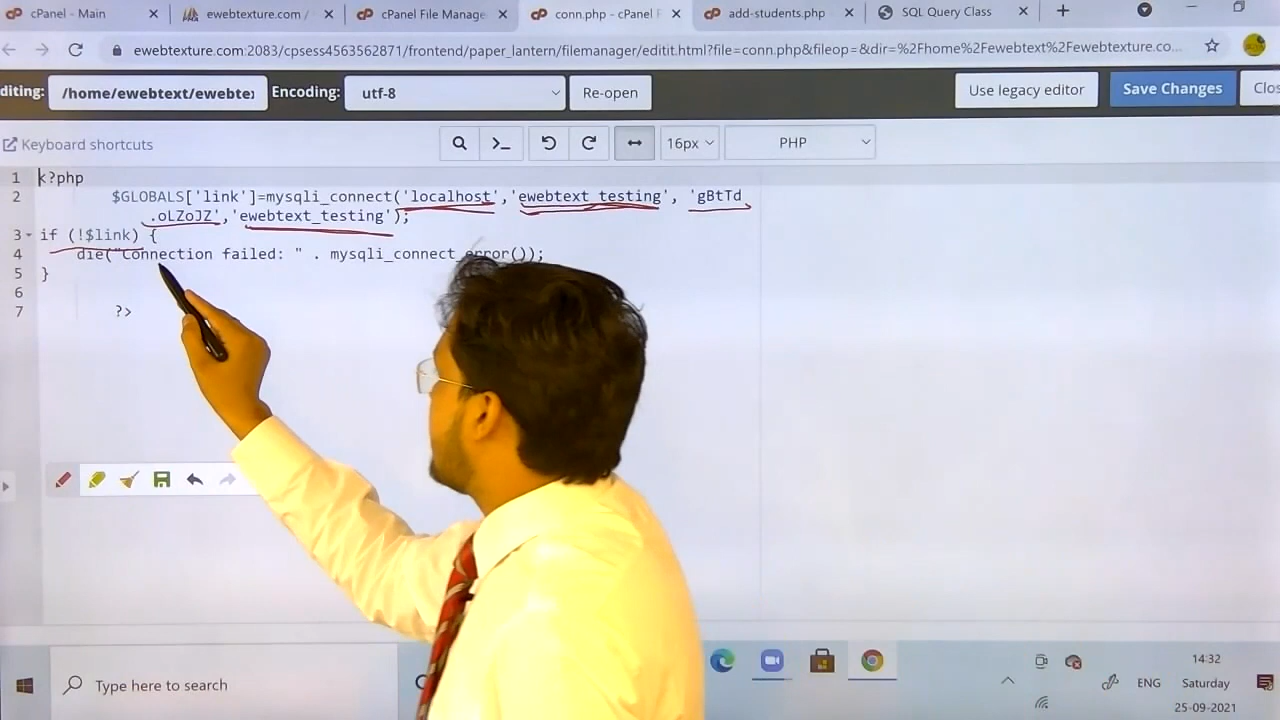 cPanel - Main
ewebtexture.com /
cPanel File Manage
conn.php - cPanel F
add-students.php
SQL Query Class
ewebtexture.com:2083/cpsess4563562871/frontend/paper_lantern/filemanager/editit.html?file=conn.php&fileop=&dir=%2Fhome%2Fewebtext%2Fewebtexture.co...
diting: /home/ewebtext/ewebte Encoding: utf-8 Re-open Use legacy editor Save Changes Clos
Keyboard shortcuts >_ 16px PHP
1 <?php
2 $GLOBALS['link']=mysqli_connect('localhost','ewebtext_testing', 'gBtTd
.oLZoJZ','ewebtext_testing');
3 if (!$link) {
4 die("Connection failed: " . mysqli_connect_error());
5 }
6
7 ?>
Type here to search
14:32
ENG Saturday
25-09-2021